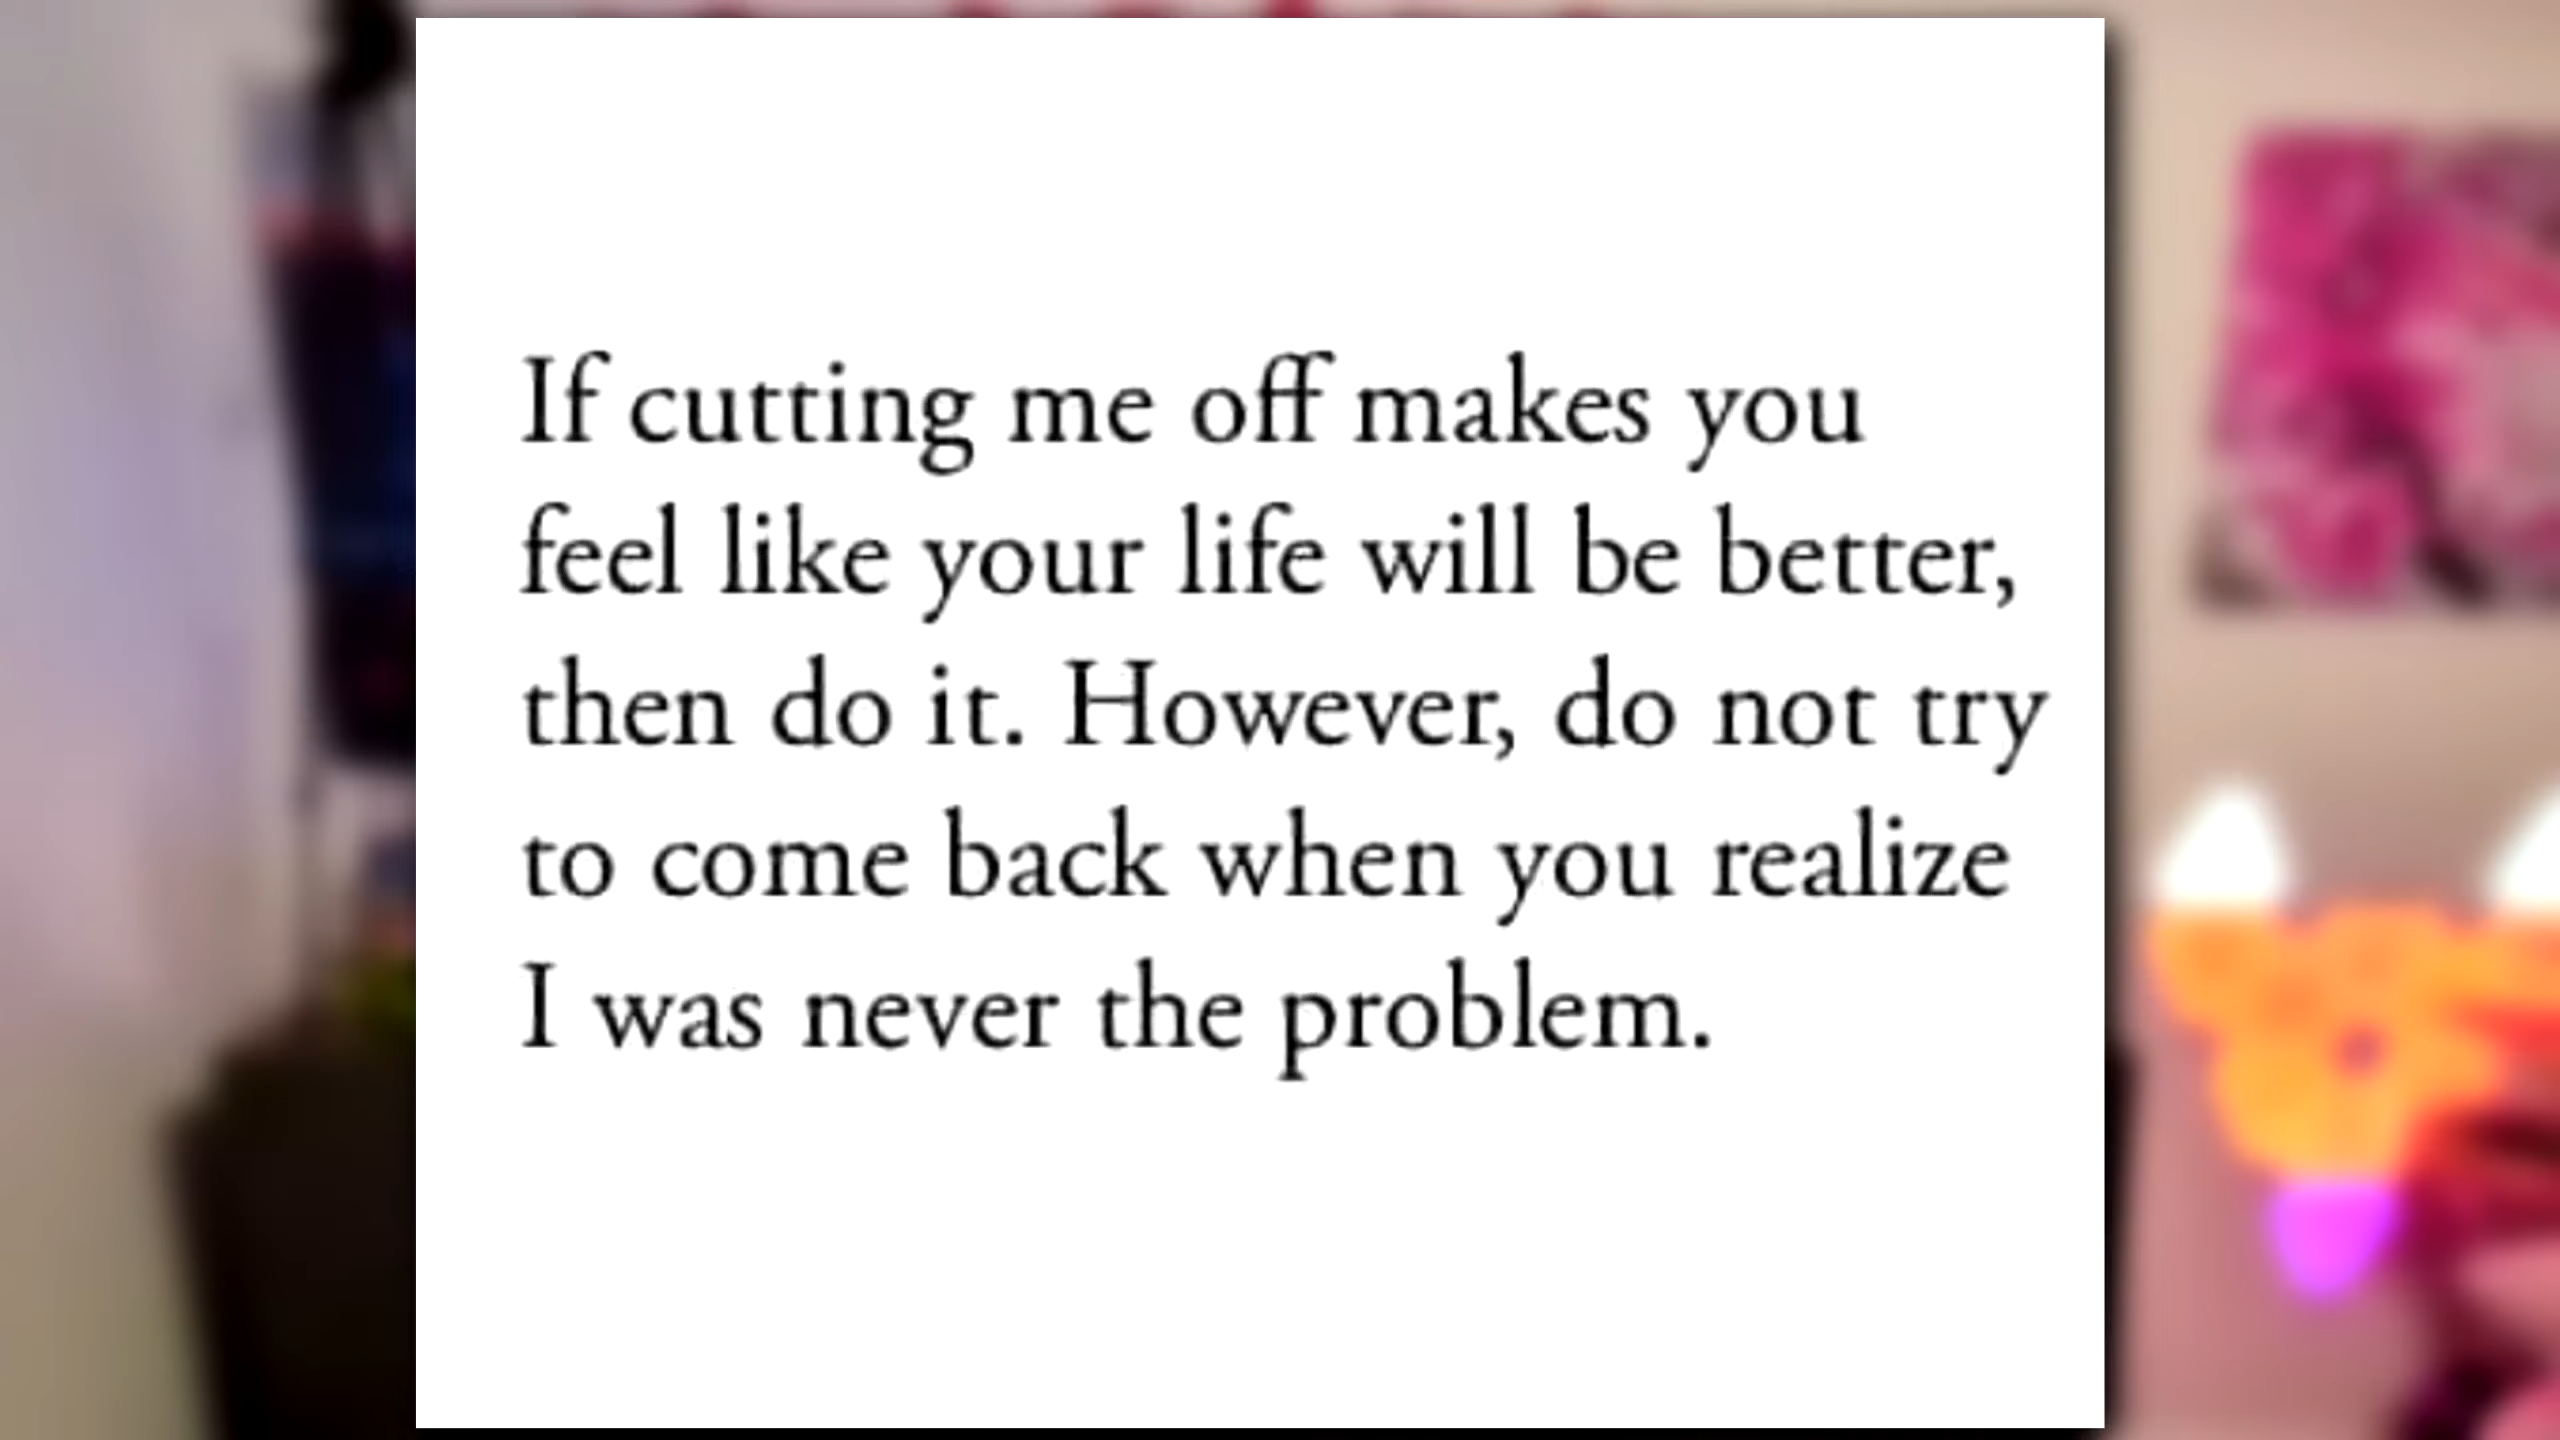 If cutting me off makes you
feel like your life will be better,
then do it. However, do not try
to come back when you realize
I was never the problem.